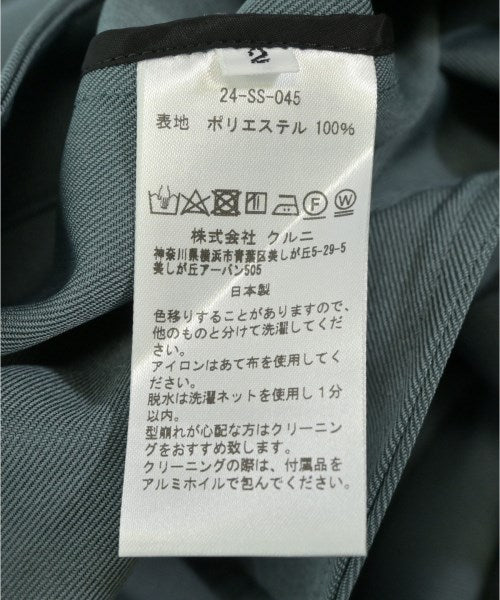 2
24-SS-045
表地 ポリエステル 100%
F W
株式会社 クルニ
神奈川県横浜市青葉区美しが丘5-29-5
美しが丘アーバン505
日本製
色移りすることがありますので、
他のものと分けて洗濯してくだ
さい。
アイロンはあて布を使用してく
ださい。
脱水は洗濯ネットを使用し1分
以内。
型崩れが心配な方はクリーニン
グをおすすめ致します。
クリーニングの際は、付属品を
アルミホイルで包んでください。